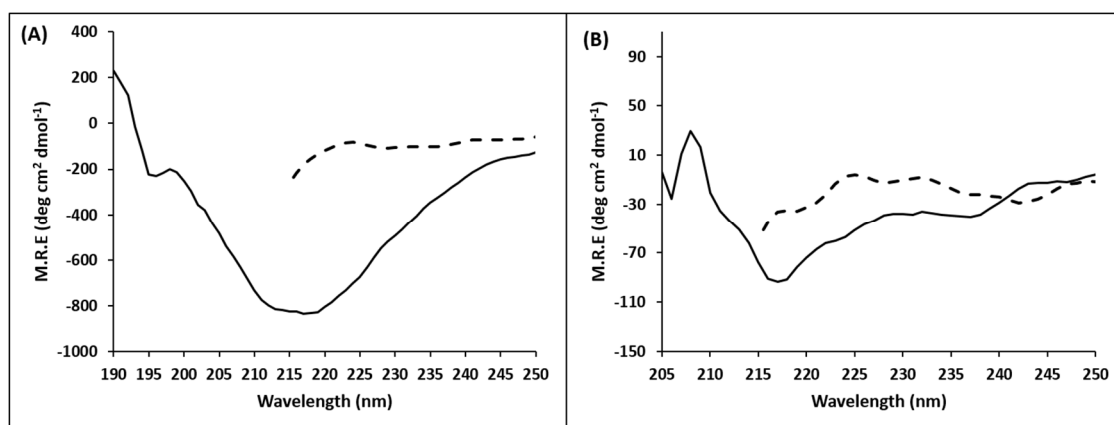 (A)
M.R.E (deg cm² dmol⁻¹)
400
200
0
-200
-400
-600
-800
-1000
190 195 200 205 210 215 220 225 230 235 240 245 250
Wavelength (nm)
(B)
M.R.E (deg cm² dmol⁻¹)
90
50
10
-30
-70
-110
-150
205 210 215 220 225 230 235 240 245 250
Wavelength (nm)